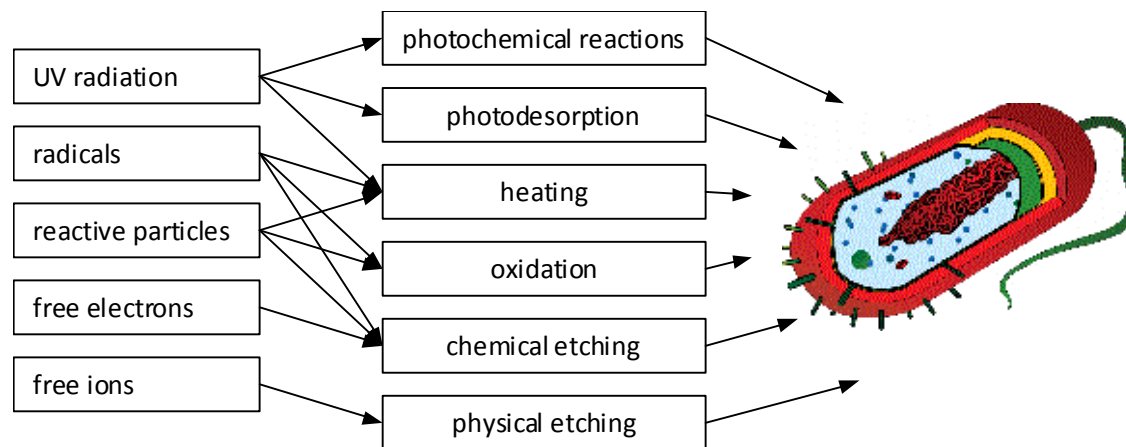 UV radiation
radicals
reactive particles
free electrons
free ions
photochemical reactions
photodesorption
heating
oxidation
chemical etching
physical etching